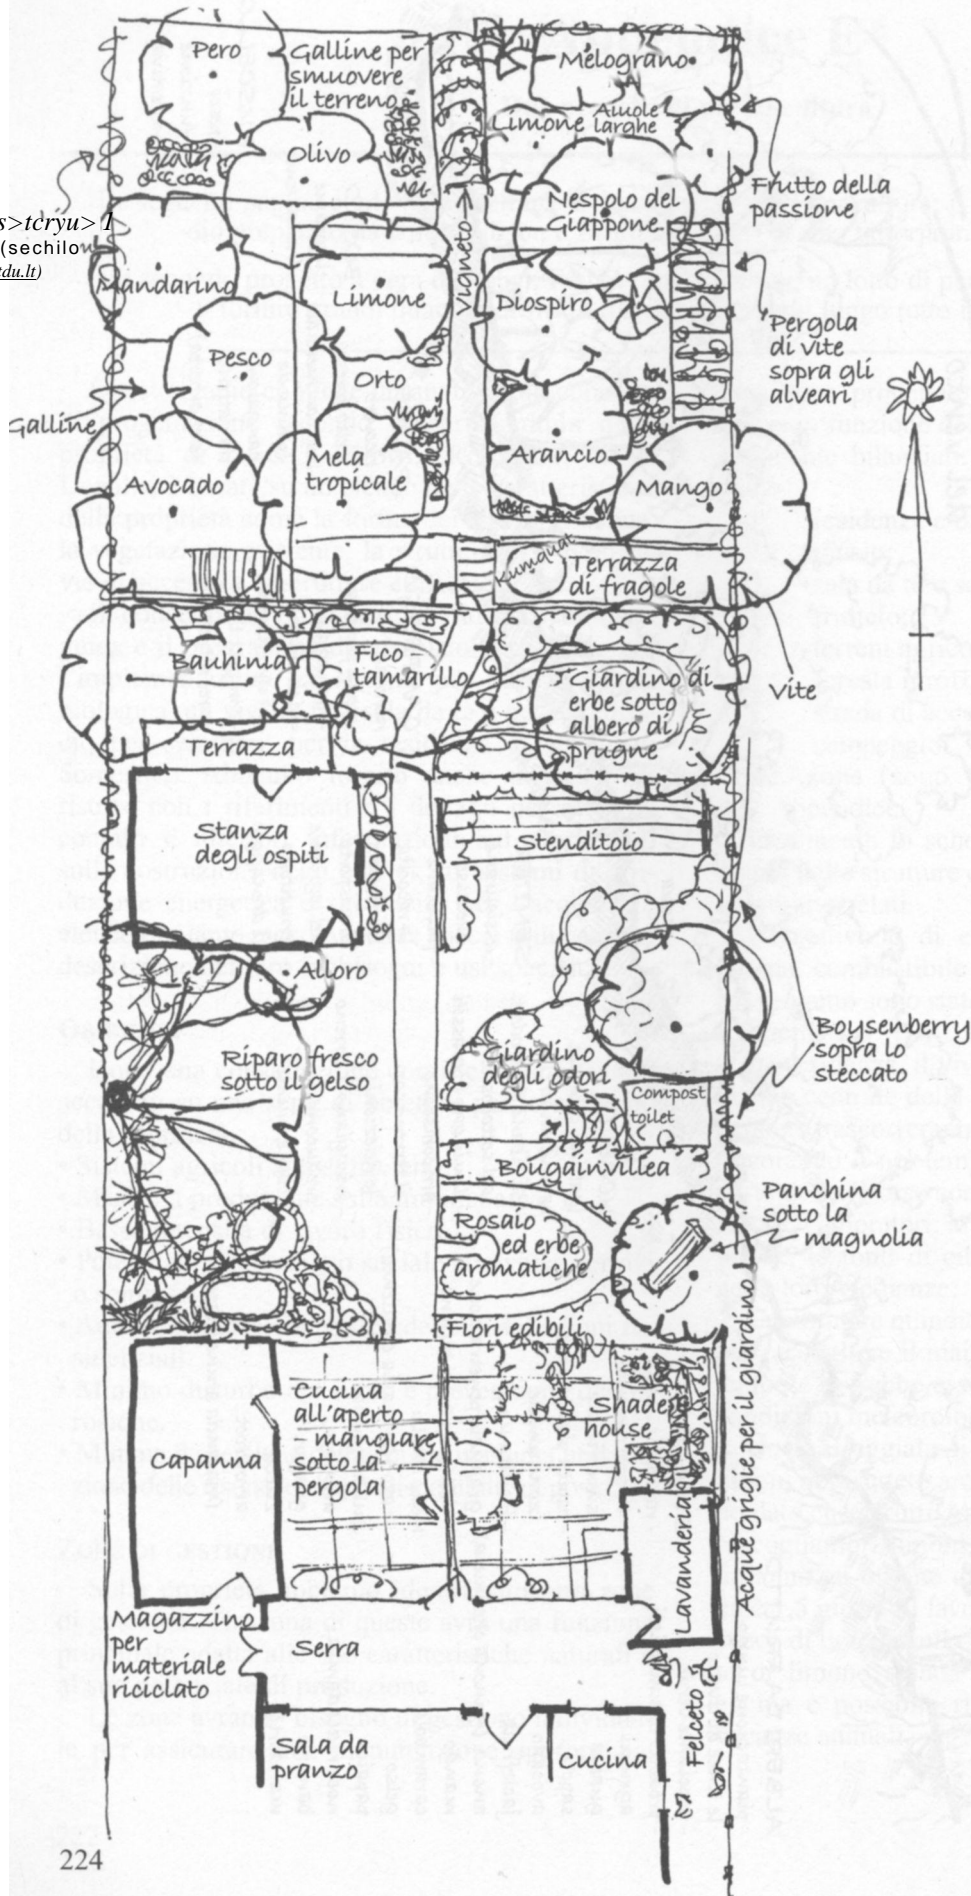 Pero
Galline per
smuovere
il terreno
Melograno
Limone
Aiuole
larghe
Olivo
Nespolo del
Giappone
Frutto della
passione
s>tcryu>1
(sechilo
tdu.lt)
Vigneto
Mandarino
Limone
Diospiro
Pergola
di vite
sopra gli
alveari
Pesco
Orto
Galline
Avocado
Mela
tropicale
Arancio
Mango
Kumquat
Terrazza
di fragole
Bauhinia
Fico
tamarillo
Giardino di
erbe sotto
albero di
prugne
Vite
Terrazza
Stanza
degli ospiti
Stenditoio
Alloro
Riparo fresco
sotto il gelso
Giardino
degli odori
Compost
toilet
Boysenberry
sopra lo
steccato
Bougainvillea
Rosaio
ed erbe
aromatiche
Panchina
sotto la
magnolia
Fiori edibili
Capanna
Cucina
all'aperto
mangiare
sotto la
pergola
Shade
house
Lavanderia
Acque grigie per il giardino
Magazzino
per
materiale
riciclato
Serra
Felceto
Sala da
pranzo
Cucina
224